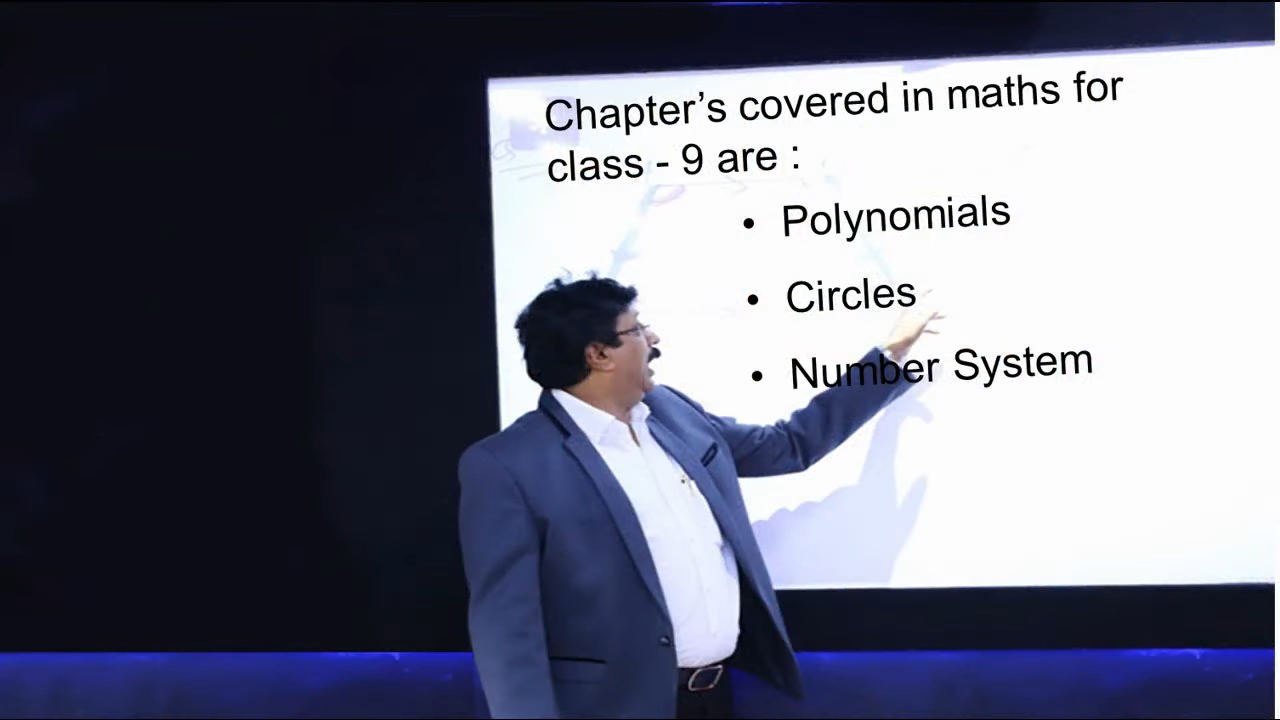 Chapter’s covered in maths for
class - 9 are :
• Polynomials
• Circles
• Number System